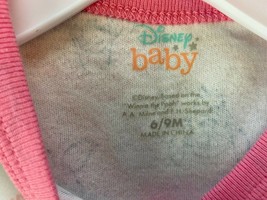 Disney
baby
©Disney. Based on the
"Winnie the Pooh" works by
A.A. Milne and E.H. Shepard.
6/9M
MADE IN CHINA